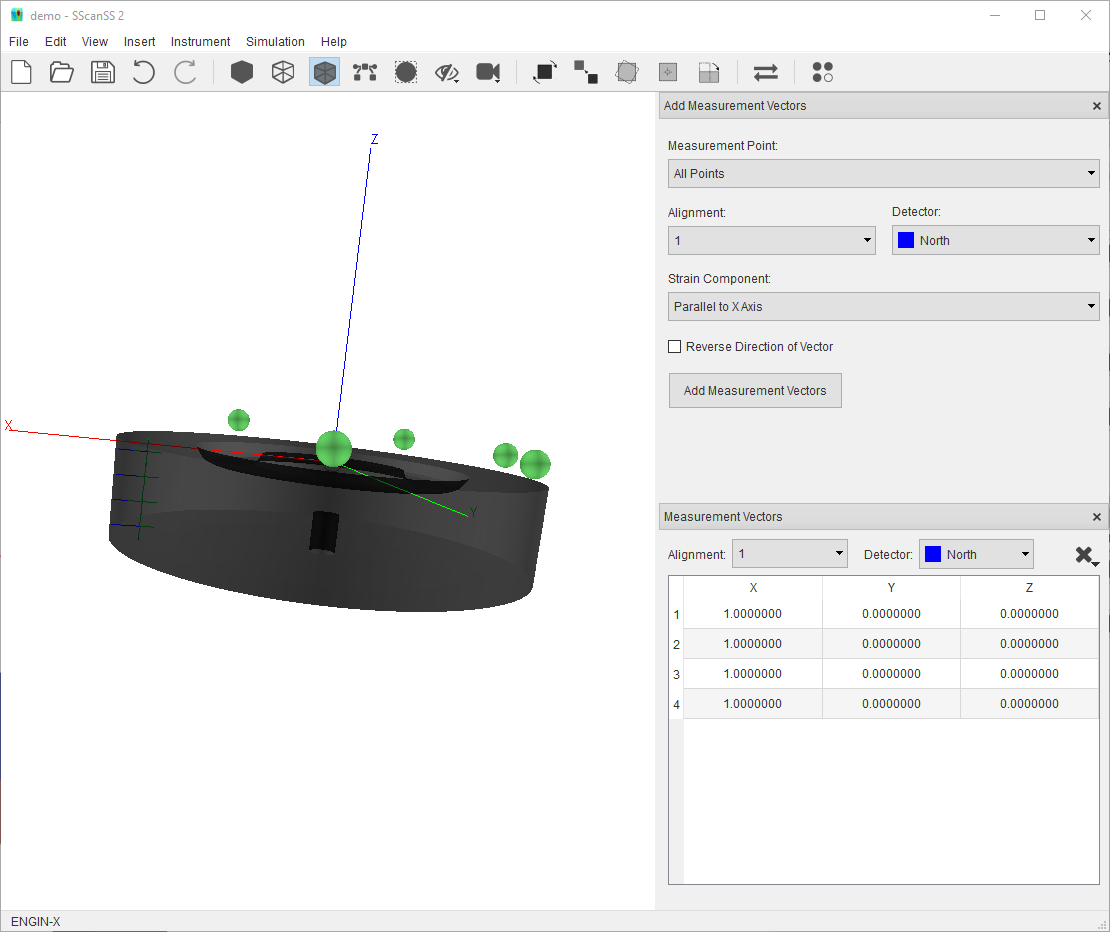 demo - SScanSS 2
File Edit View Insert Instrument Simulation Help
Add Measurement Vectors
Measurement Point:
All Points
Alignment: Detector:
1 North
Strain Component:
Parallel to X Axis
Reverse Direction of Vector
Add Measurement Vectors
Z
X
Y
Measurement Vectors
Alignment: 1 Detector: North
X Y Z
1 1.0000000 0.0000000 0.0000000
2 1.0000000 0.0000000 0.0000000
3 1.0000000 0.0000000 0.0000000
4 1.0000000 0.0000000 0.0000000
ENGIN-X